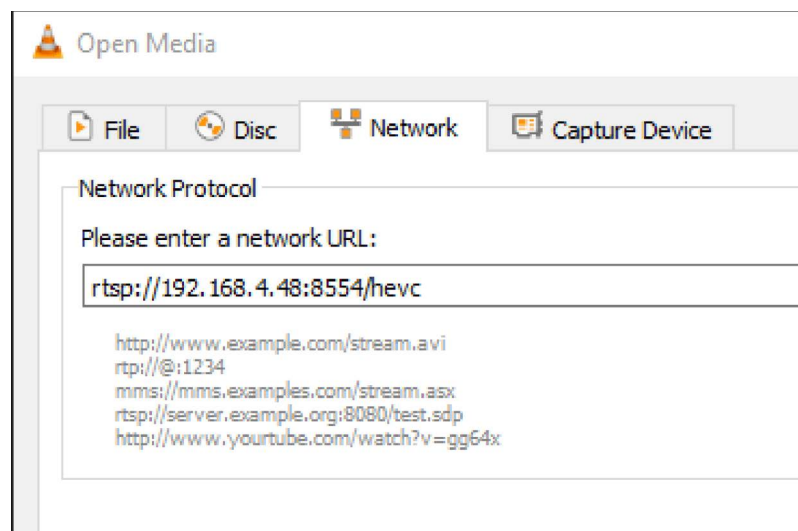 Open Media
File Disc Network Capture Device
Network Protocol
Please enter a network URL:
rtsp://192.168.4.48:8554/hevc
http://www.example.com/stream.avi
rtp://@:1234
mms://mms.examples.com/stream.asx
rtsp://server.example.org:8080/test.sdp
http://www.yourtube.com/watch?v=gg64x